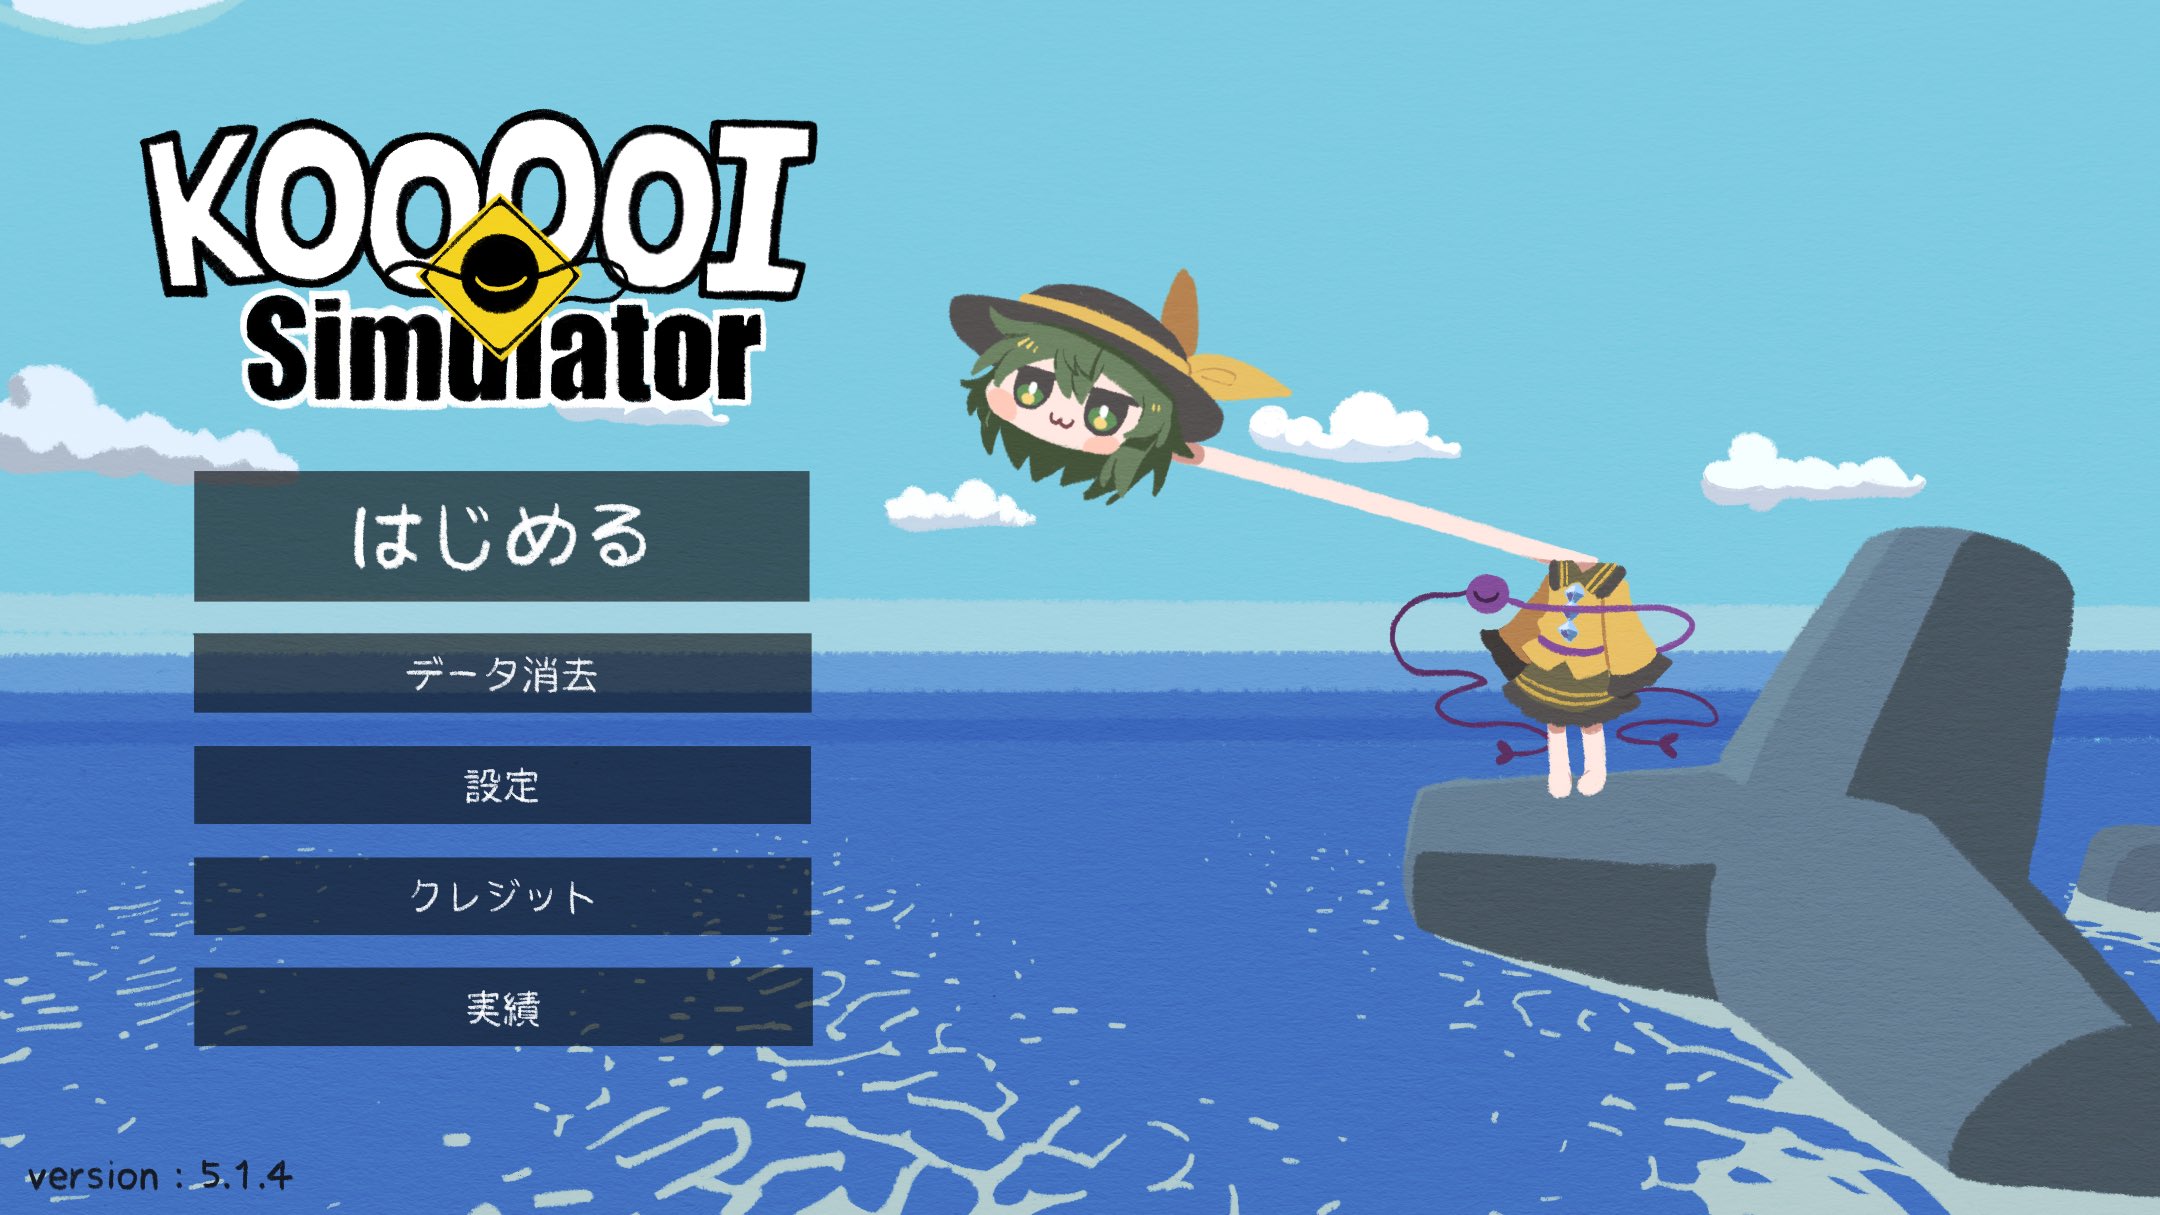 KOOOOI
Simulator
はじめる
データ消去
設定
クレジット
実績
version : 5.1.4